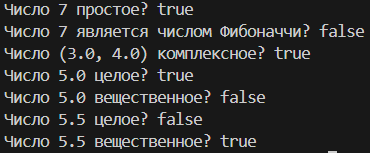 Число 7 простое? true
Число 7 является числом Фибоначчи? false
Число (3.0, 4.0) комплексное? true
Число 5.0 целое? true
Число 5.0 вещественное? false
Число 5.5 целое? false
Число 5.5 вещественное? true